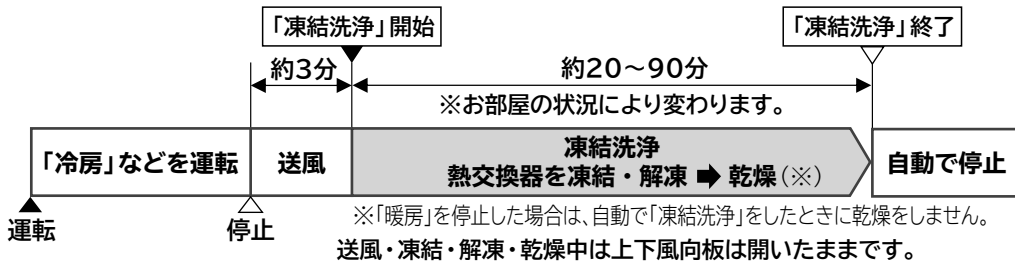 「凍結洗浄」開始
「凍結洗浄」終了
約3分
約20～90分
※お部屋の状況により変わります。
「冷房」などを運転
送風
凍結洗浄
熱交換器を凍結・解凍 ➡ 乾燥(※)
自動で停止
運転
停止
※「暖房」を停止した場合は、自動で「凍結洗浄」をしたときに乾燥をしません。
送風・凍結・解凍・乾燥中は上下風向板は開いたままです。